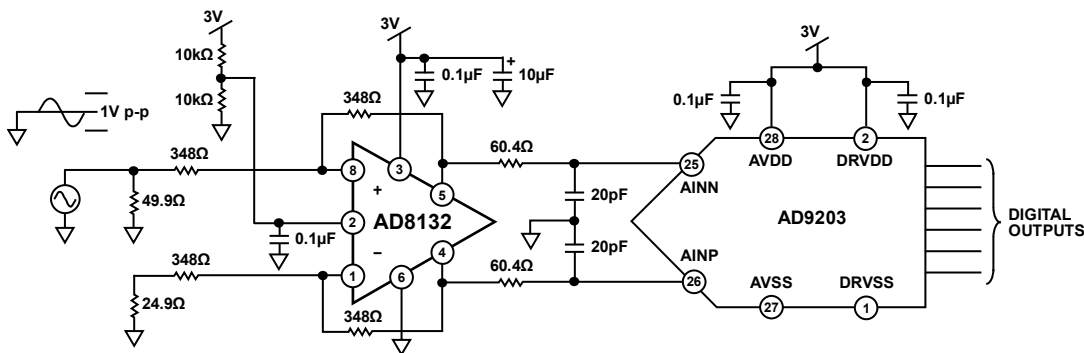 3V
10kΩ
10kΩ
1V p-p
348Ω
49.9Ω
348Ω
24.9Ω
0.1µF
3V
0.1µF
+
10µF
348Ω
8
+
2
−
1
3
5
4
6
AD8132
348Ω
60.4Ω
60.4Ω
20pF
20pF
3V
0.1µF
0.1µF
28
AVDD
2
DRVDD
25
AINN
AD9203
AINP
26
AVSS
27
DRVSS
1
DIGITAL
OUTPUTS